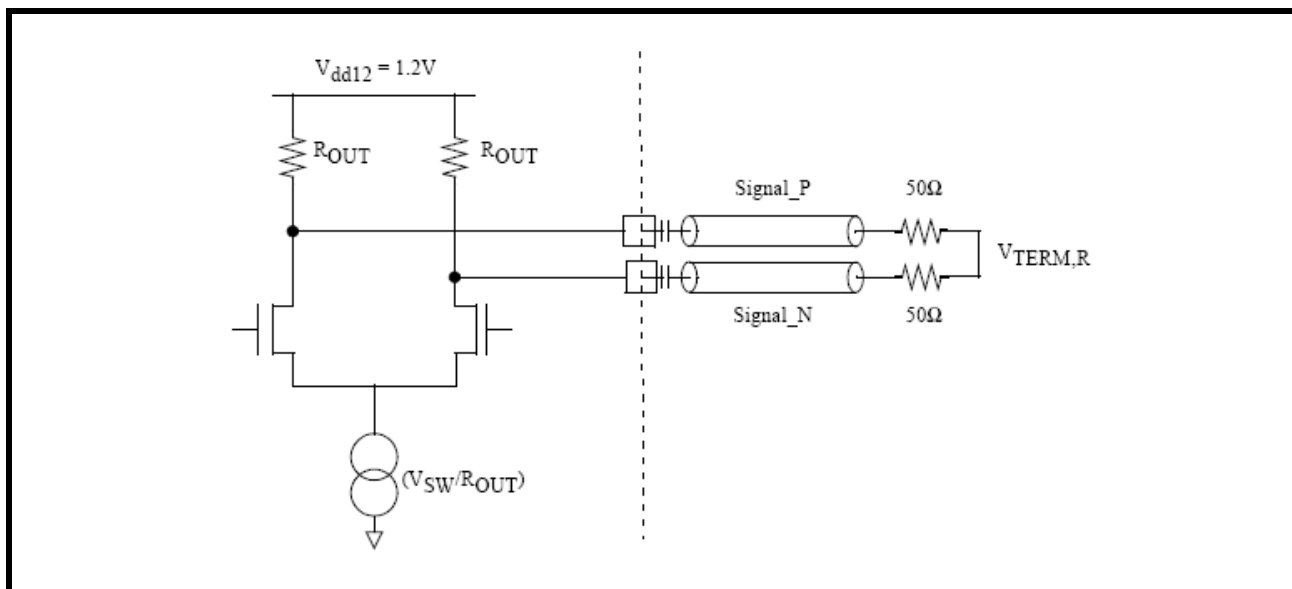 Vdd12 = 1.2V
ROUT
ROUT
Signal_P
50Ω
VTERM,R
Signal_N
50Ω
(VSW/ROUT)